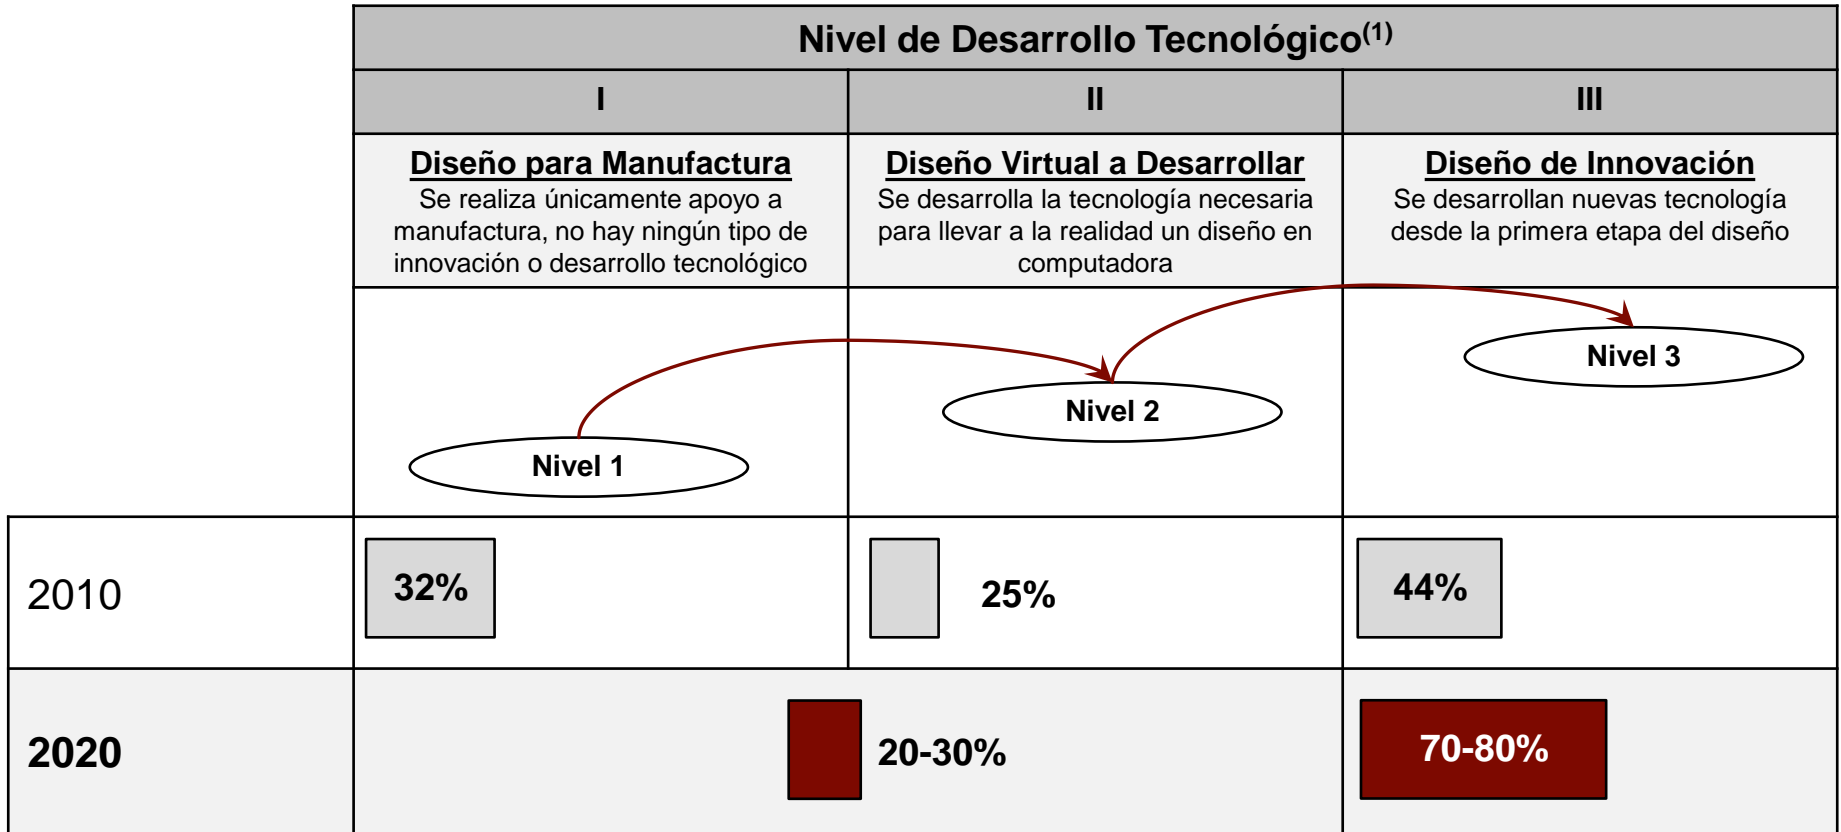 Nivel de Desarrollo Tecnológico(1)
I
II
III
Diseño para Manufactura
Se realiza únicamente apoyo a
manufactura, no hay ningún tipo de
innovación o desarrollo tecnológico
Diseño Virtual a Desarrollar
Se desarrolla la tecnología necesaria
para llevar a la realidad un diseño en
computadora
Diseño de Innovación
Se desarrollan nuevas tecnología
desde la primera etapa del diseño
Nivel 1
Nivel 2
Nivel 3
2010
32%
25%
44%
2020
20-30%
70-80%